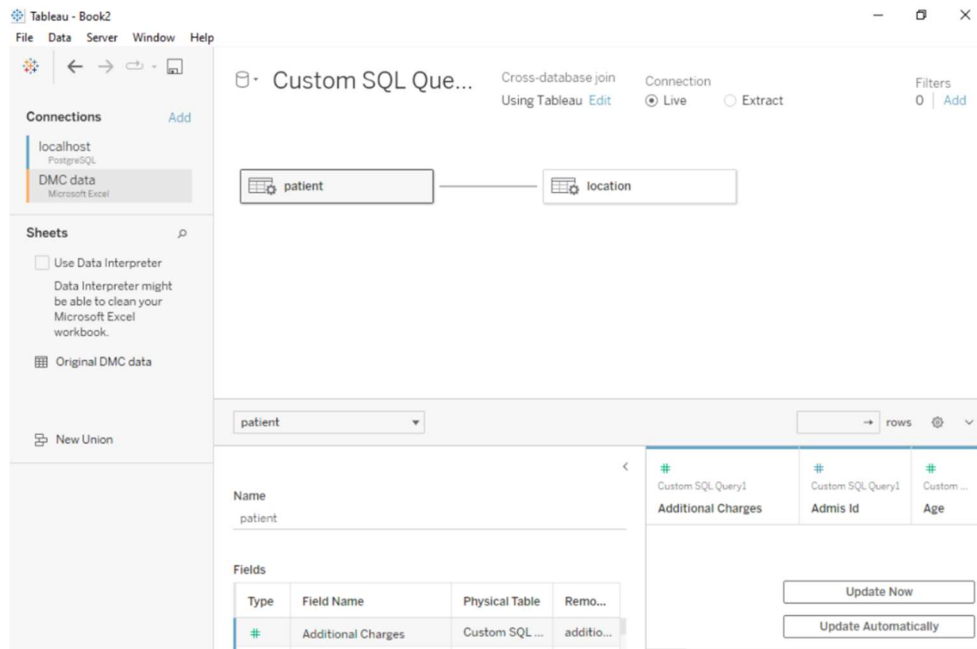 Tableau - Book2
File Data Server Window Help
Connections Add
localhost
PostgreSQL
DMC data
Microsoft Excel
Sheets
Use Data Interpreter
Data Interpreter might
be able to clean your
Microsoft Excel
workbook.
Original DMC data
New Union
Custom SQL Que...
Cross-database join
Using Tableau Edit
Connection
Live Extract
Filters
0 Add
patient
location
patient
rows
Name
patient
Fields
Type Field Name Physical Table Remo...
# Additional Charges Custom SQL ... additio...
# # #
Custom SQL Query1 Custom SQL Query1 Custom ...
Additional Charges Admis Id Age
Update Now
Update Automatically